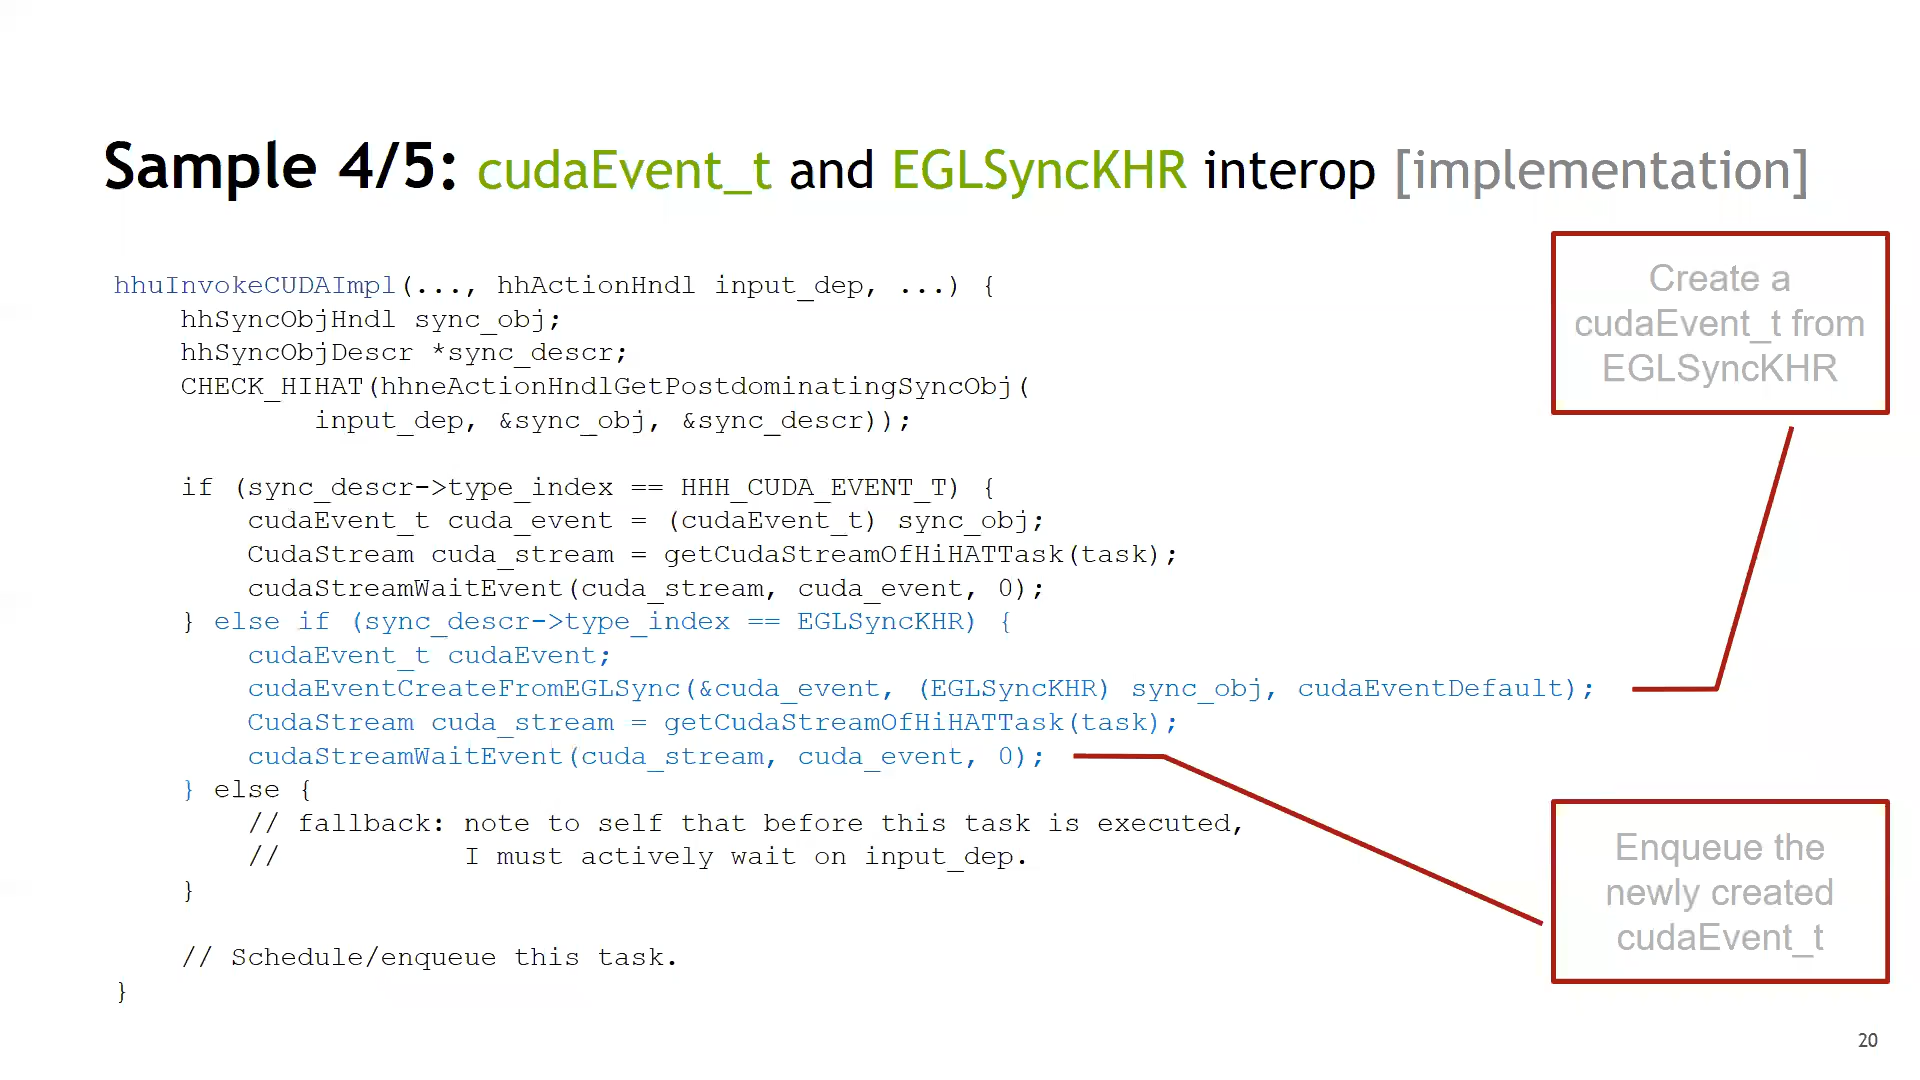 Sample 4/5: cudaEvent_t and EGLSyncKHR interop [implementation]
hhuInvokeCUDAImpl(..., hhActionHndl input_dep, ...) {
    hhSyncObjHndl sync_obj;
    hhSyncObjDescr *sync_descr;
    CHECK_HIHAT(hhneActionHndlGetPostdominatingSyncObj(
            input_dep, &sync_obj, &sync_descr));
    if (sync_descr->type_index == HHH_CUDA_EVENT_T) {
        cudaEvent_t cuda_event = (cudaEvent_t) sync_obj;
        CudaStream cuda_stream = getCudaStreamOfHiHATTask(task);
        cudaStreamWaitEvent(cuda_stream, cuda_event, 0);
    } else if (sync_descr->type_index == EGLSyncKHR) {
        cudaEvent_t cudaEvent;
        cudaEventCreateFromEGLSync(&cuda_event, (EGLSyncKHR) sync_obj, cudaEventDefault);
        CudaStream cuda_stream = getCudaStreamOfHiHATTask(task);
        cudaStreamWaitEvent(cuda_stream, cuda_event, 0);
    } else {
        // fallback: note to self that before this task is executed,
        //           I must actively wait on input_dep.
    }
    // Schedule/enqueue this task.
}
Create a
cudaEvent_t from
EGLSyncKHR
Enqueue the
newly created
cudaEvent_t
20